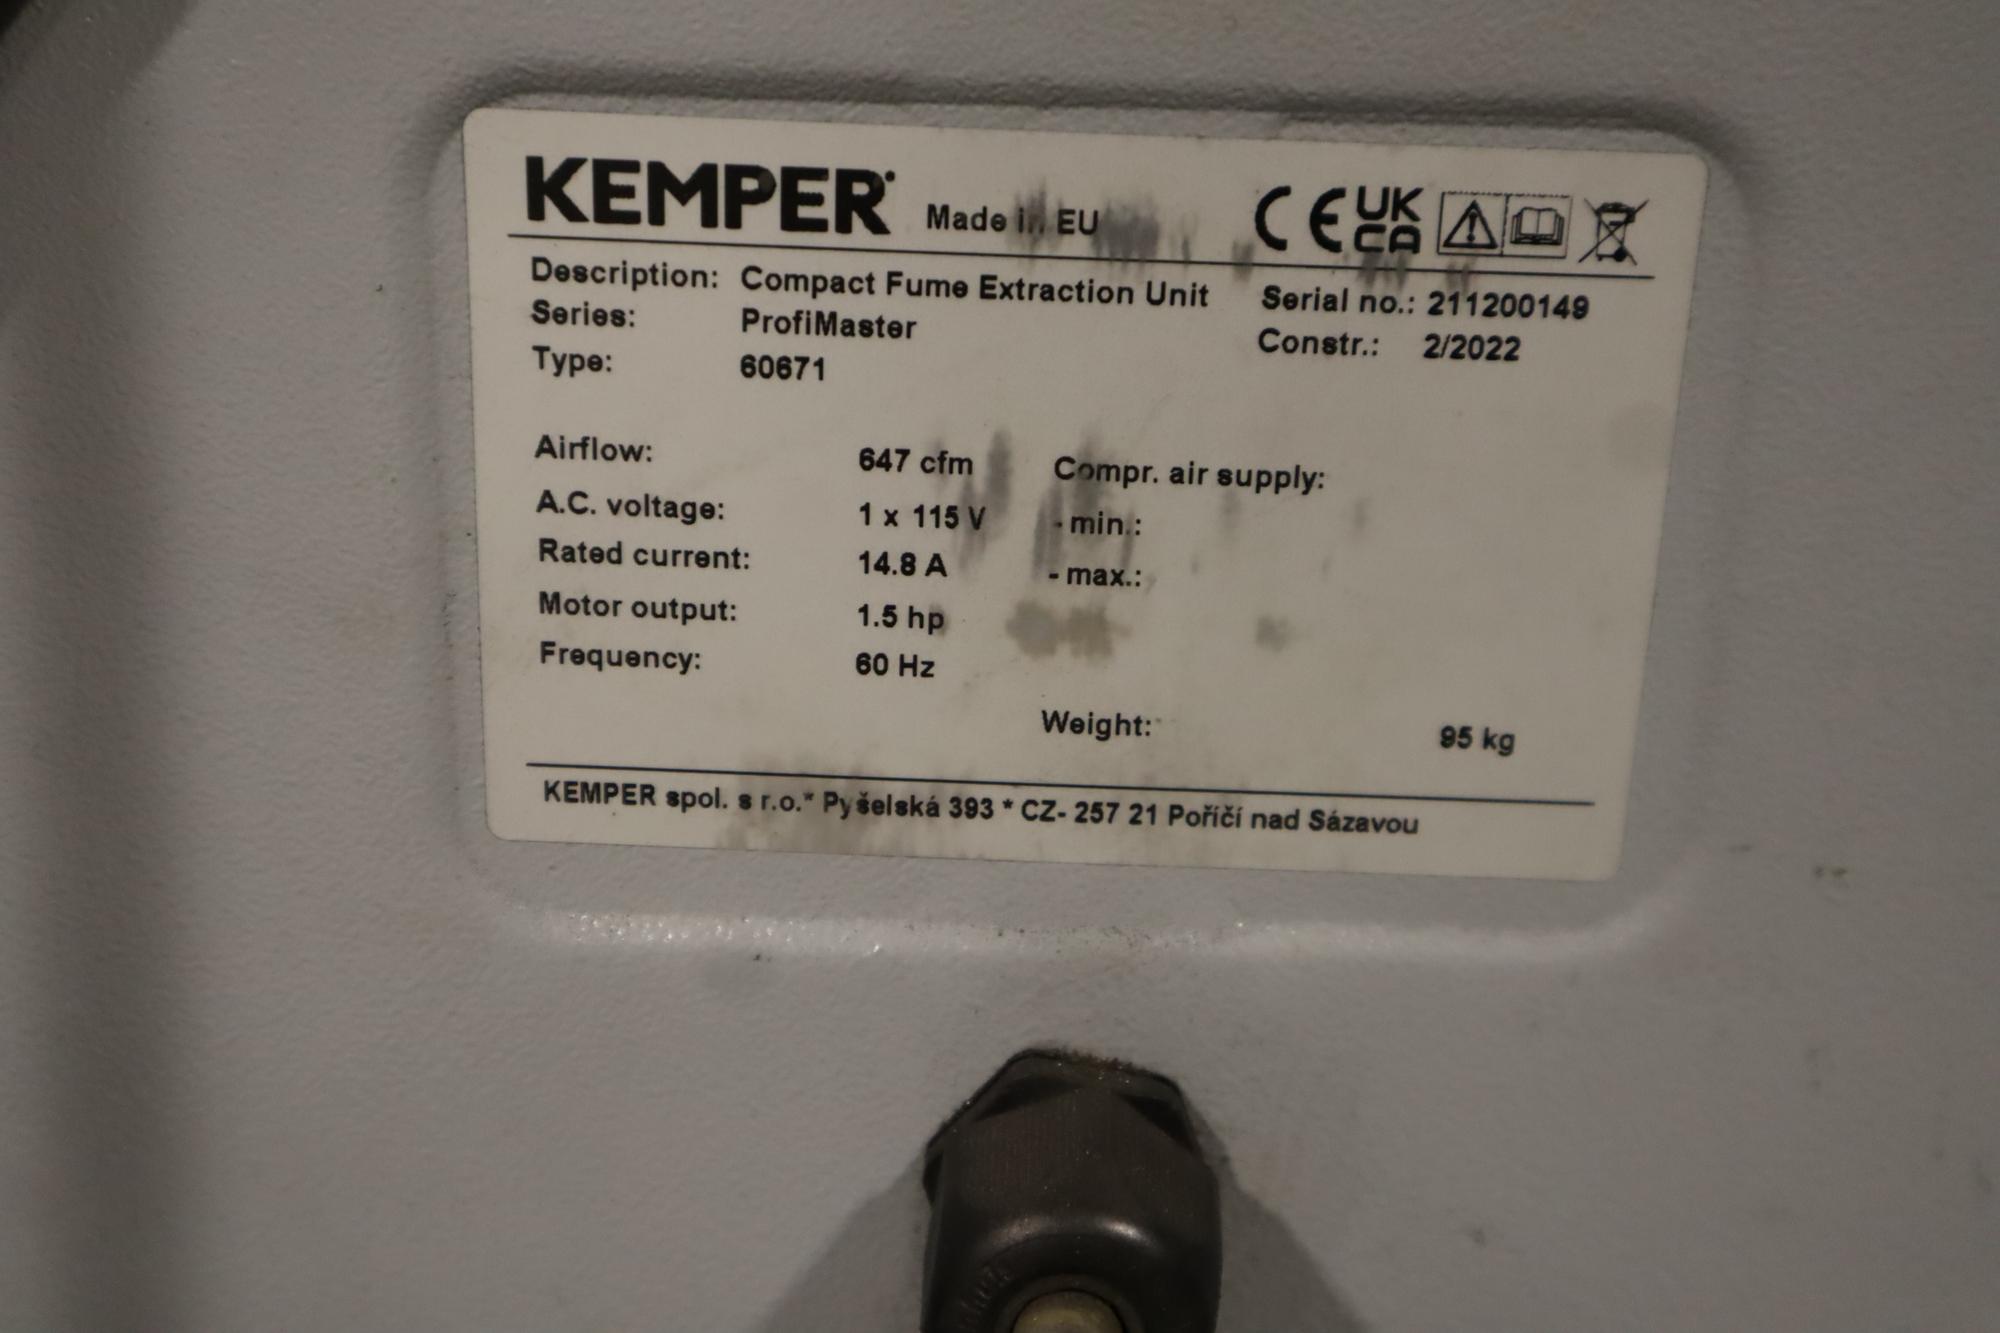 KEMPER Made in EU CE UK CA
Description: Compact Fume Extraction Unit Serial no.: 211200149
Series: ProfiMaster Constr.: 2/2022
Type: 60671
Airflow: 647 cfm Compr. air supply:
A.C. voltage: 1 x 115 V - min.:
Rated current: 14.8 A - max.:
Motor output: 1.5 hp
Frequency: 60 Hz
Weight: 95 kg
KEMPER spol. s r.o.* Pyšelská 393 * CZ- 257 21 Poříčí nad Sázavou